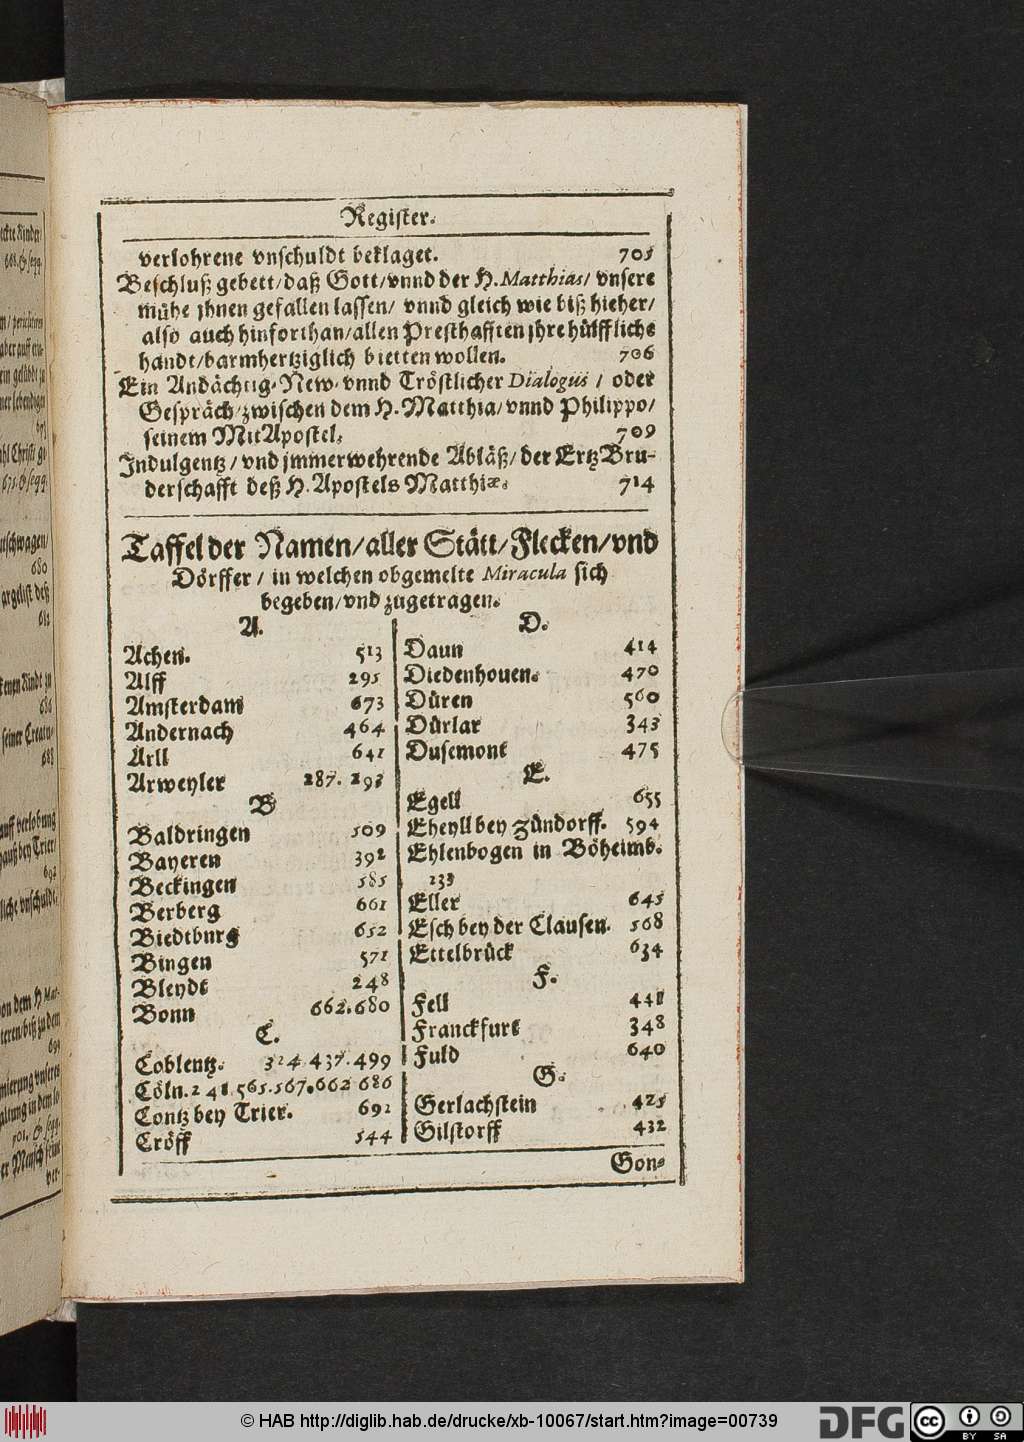 Register.
verlohrene vnschuldt beklaget. 705
Beschluß gebett/daß Gott/vnnd der H. Matthias/ vnsere
mühe jhnen gefallen lassen/ vnnd gleich wie biß hieher/
also auch hinforthan/allen Presthafften jhre hülffliche
handt/barmhertziglich bietten wollen. 706
Ein Andächtig-New-vnnd Tröstlicher Dialogus / oder
Gespräch/zwischen dem H. Matthia/vnnd Philippo/
seinem MitApostel. 709
Indulgentz/vnd jmmerwehrende Abläß/der Ertz Bru-
derschafft deß H. Apostels Matthiæ. 714
Taffel der Namen/aller Stätt/Flecken/vnd
Dörffer/ in welchen obgemelte Miracula sich
begeben/vnd zugetragen.
A.
Achen. 513
Alff 295
Amsterdam 673
Andernach 464
Arll 641
Arweyler 287. 293
B
Baldringen 509
Bayeren 392
Beckingen 585
Berberg 661
Biedtburg 652
Bingen 571
Bleydt 248
Bonn 662.680
C.
Coblentz. 324.437.499
Cöln. 241.565.567.662 686
Contz bey Trier. 692
Cröff 544
D.
Daun 414
Diedenhouen. 470
Düren 560
Dürlar 343
Dusemont 475
E.
Egell 655
Eheyll bey Zündorff. 594
Ehlenbogen in Böheimb.
233
Eller 645
Esch bey der Clausen. 568
Ettelbrück 634
F.
Fell 441
Franckfurt 348
Fuld 640
G.
Gerlachstein 425
Gilstorff 432
Gon-
© HAB http://diglib.hab.de/drucke/xb-10067/start.htm?image=00739
DFG
cc BY SA